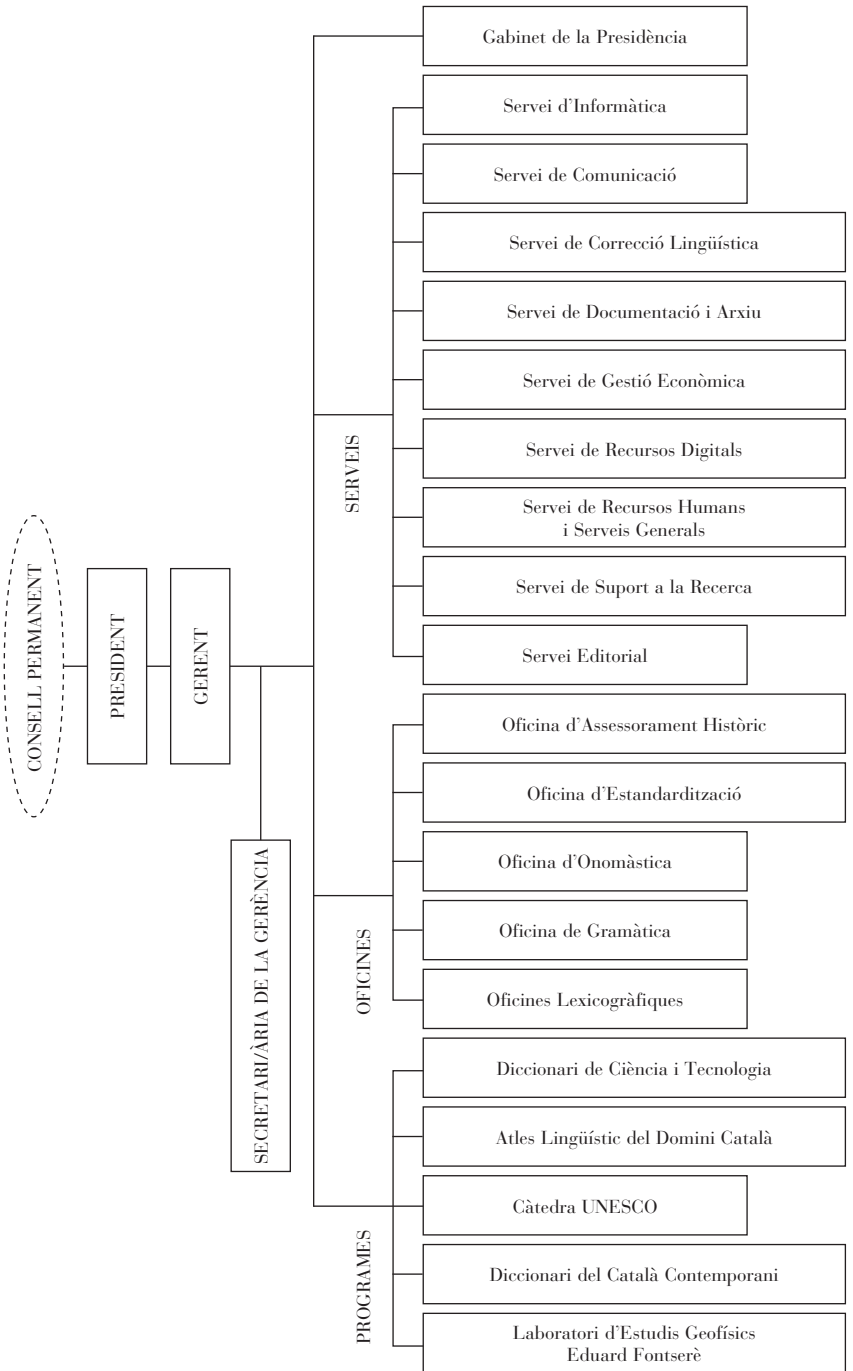 CONSELL PERMANENT
PRESIDENT
GERENT
SECRETARI/ÀRIA DE LA GERÈNCIA
Gabinet de la Presidència
SERVEIS
Servei d'Informàtica
Servei de Comunicació
Servei de Correcció Lingüística
Servei de Documentació i Arxiu
Servei de Gestió Econòmica
Servei de Recursos Digitals
Servei de Recursos Humans
i Serveis Generals
Servei de Suport a la Recerca
Servei Editorial
OFICINES
Oficina d'Assessorament Històric
Oficina d'Estandardització
Oficina d'Onomàstica
Oficina de Gramàtica
Oficines Lexicogràfiques
PROGRAMES
Diccionari de Ciència i Tecnologia
Atles Lingüístic del Domini Català
Càtedra UNESCO
Diccionari del Català Contemporani
Laboratori d'Estudis Geofísics
Eduard Fontserè